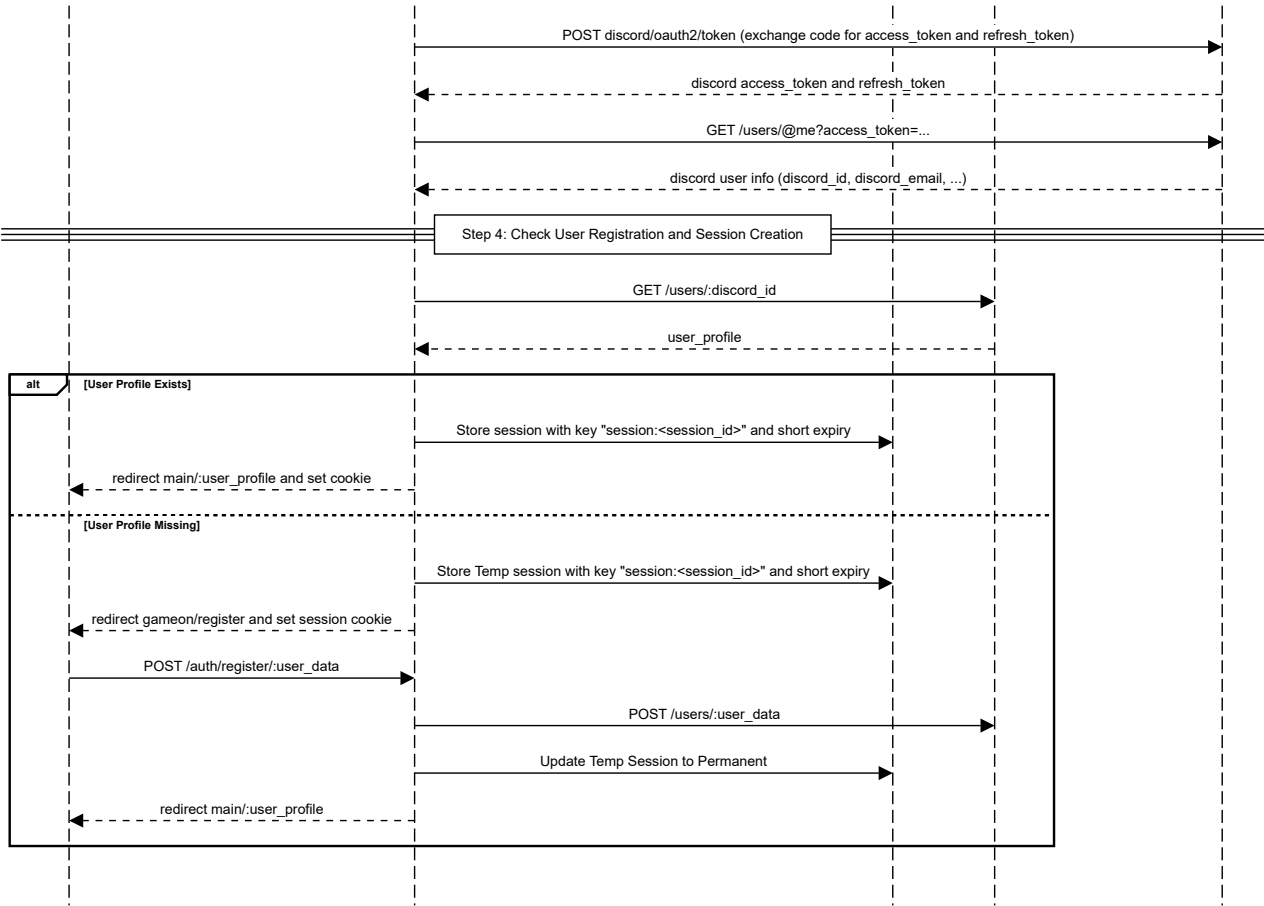 POST discord/oauth2/token (exchange code for access_token and refresh_token)
discord access_token and refresh_token
GET /users/@me?access_token=...
discord user info (discord_id, discord_email, ...)
Step 4: Check User Registration and Session Creation
GET /users/:discord_id
user_profile
alt [User Profile Exists]
Store session with key "session:<session_id>" and short expiry
redirect main/:user_profile and set cookie
[User Profile Missing]
Store Temp session with key "session:<session_id>" and short expiry
redirect gameon/register and set session cookie
POST /auth/register/:user_data
POST /users/:user_data
Update Temp Session to Permanent
redirect main/:user_profile